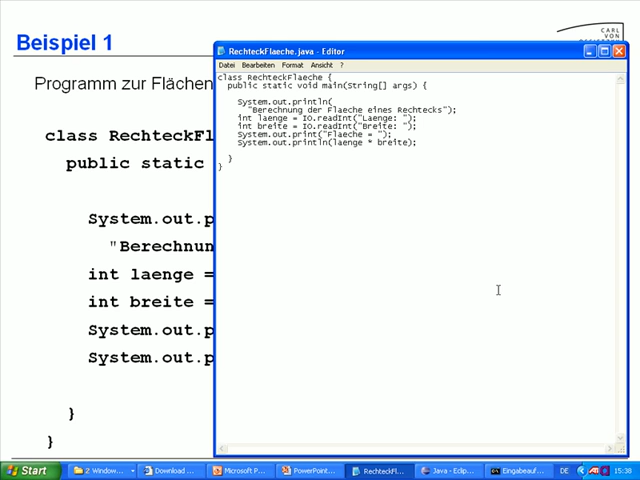 Beispiel 1
CARL
VON
Programm zur Flächen
class RechteckFl
public static
System.out.p
"Berechnun
int laenge =
int breite =
System.out.p
System.out.p
}
}
RechteckFlaeche.java - Editor
Datei Bearbeiten Format Ansicht ?
class RechteckFlaeche {
public static void main(String[] args) {
System.out.println(
"Berechnung der Flaeche eines Rechtecks");
int laenge = IO.readInt("Laenge: ");
int breite = IO.readInt("Breite: ");
System.out.print("Flaeche = ");
System.out.println(laenge * breite);
}
}
Start 2 Window... Download ... Microsoft P... PowerPoint... RechteckFl... Java - Eclip... Eingabeauf... DE 15:38